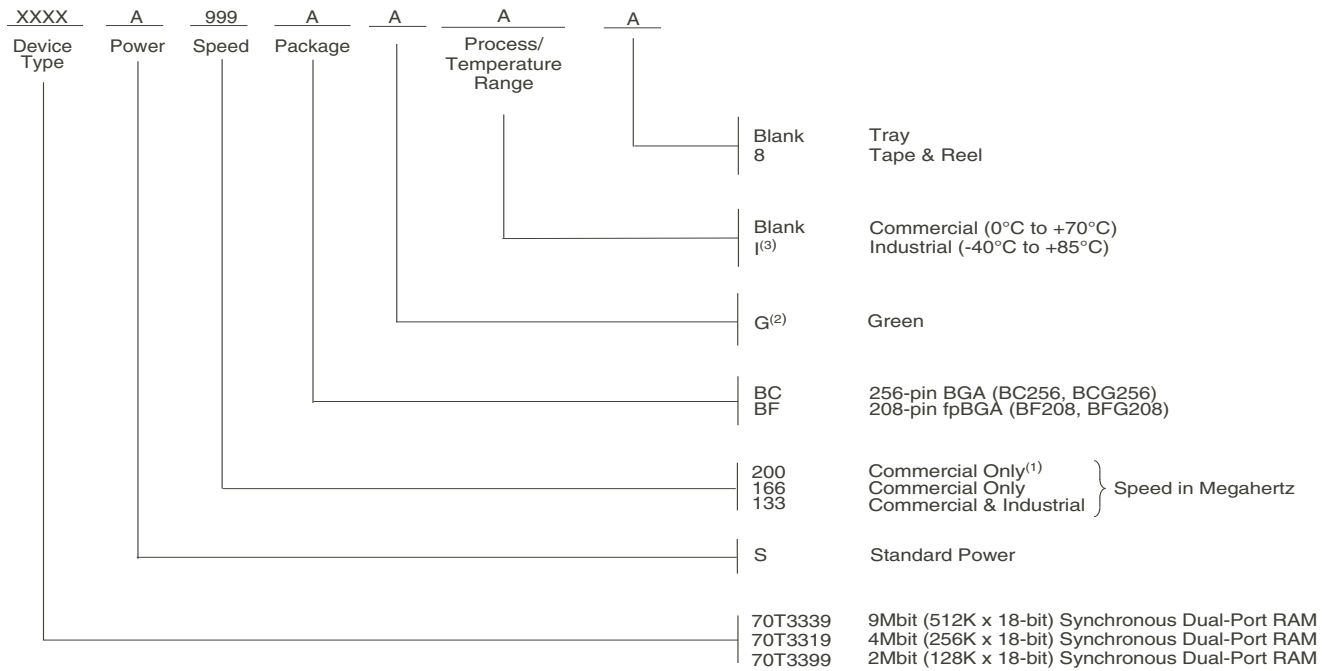 XXXX A 999 A A A A
Device Type Power Speed Package Process/ Temperature Range
Blank Tray
8 Tape & Reel
Blank Commercial (0°C to +70°C)
I(3) Industrial (-40°C to +85°C)
G(2) Green
BC 256-pin BGA (BC256, BCG256)
BF 208-pin fpBGA (BF208, BFG208)
200 Commercial Only(1)
166 Commercial Only Speed in Megahertz
133 Commercial & Industrial
S Standard Power
70T3339 9Mbit (512K x 18-bit) Synchronous Dual-Port RAM
70T3319 4Mbit (256K x 18-bit) Synchronous Dual-Port RAM
70T3399 2Mbit (128K x 18-bit) Synchronous Dual-Port RAM